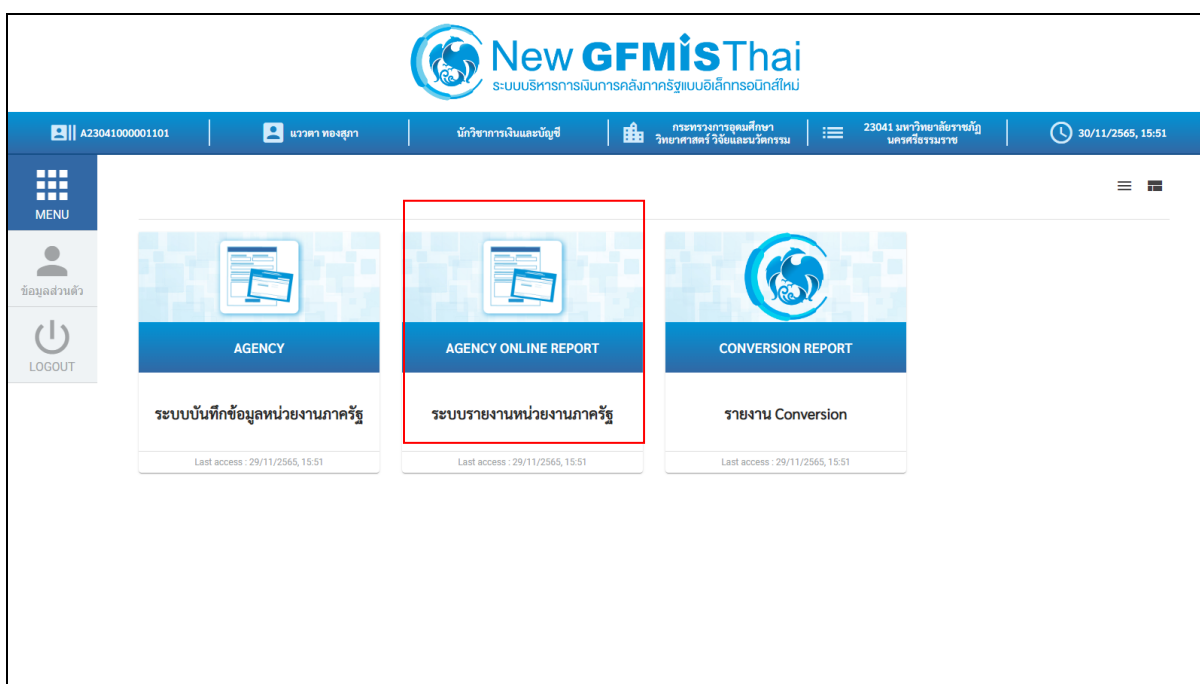 New GFMIS Thai
ระบบบริหารการเงินการคลังภาครัฐแบบอิเล็กทรอนิกส์ใหม่
A23041000001101
แววตา ทองสุภา
นักวิชาการเงินและบัญชี
กระทรวงการอุดมศึกษา
วิทยาศาสตร์ วิจัยและนวัตกรรม
23041 มหาวิทยาลัยราชภัฏ
นครศรีธรรมราช
30/11/2565, 15:51
MENU
ข้อมูลส่วนตัว
LOGOUT
AGENCY
ระบบบันทึกข้อมูลหน่วยงานภาครัฐ
Last access : 29/11/2565, 15:51
AGENCY ONLINE REPORT
ระบบรายงานหน่วยงานภาครัฐ
Last access : 29/11/2565, 15:51
CONVERSION REPORT
รายงาน Conversion
Last access : 29/11/2565, 15:51